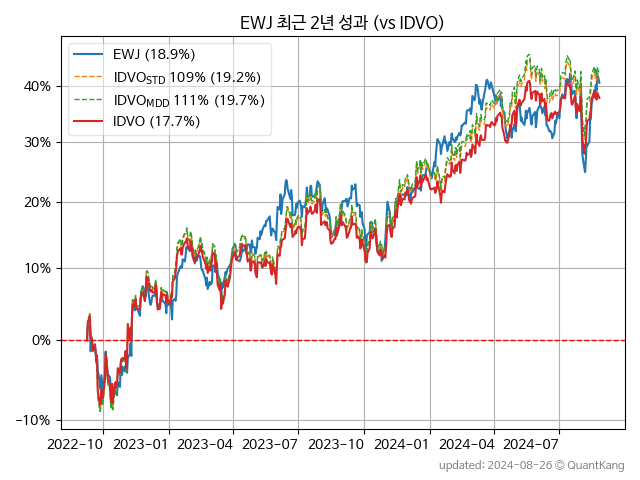 EWJ 최근 2년 성과 (vs IDVO)
EWJ (18.9%)
IDVOSTD 109% (19.2%)
IDVOMDD 111% (19.7%)
IDVO (17.7%)
40%
30%
20%
10%
0%
−10%
2022-10 2023-01 2023-04 2023-07 2023-10 2024-01 2024-04 2024-07
updated: 2024-08-26 © QuantKang